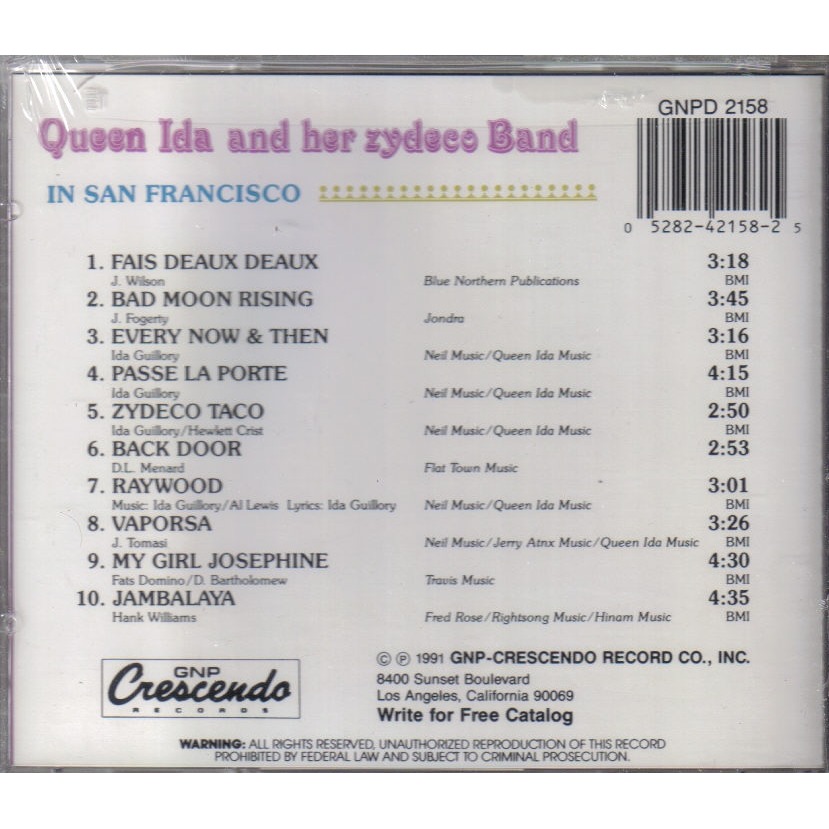 GNPD 2158
Queen Ida and her zydeco Band
IN SAN FRANCISCO
0 5282-42158-2 5
1. FAIS DEAUX DEAUX 3:18
J. Wilson Blue Northern Publications BMI
2. BAD MOON RISING 3:45
J. Fogerty Jondra BMI
3. EVERY NOW & THEN 3:16
Ida Guillory Neil Music/Queen Ida Music BMI
4. PASSE LA PORTE 4:15
Ida Guillory Neil Music/Queen Ida Music BMI
5. ZYDECO TACO 2:50
Ida Guillory/Hewlett Crist Neil Music/Queen Ida Music BMI
6. BACK DOOR 2:53
D.L. Menard Flat Town Music
7. RAYWOOD 3:01
Music: Ida Guillory/Al Lewis Lyrics: Ida Guillory Neil Music/Queen Ida Music BMI
8. VAPORSA 3:26
J. Tomasi Neil Music/Jerry Atnx Music/Queen Ida Music BMI
9. MY GIRL JOSEPHINE 4:30
Fats Domino/D. Bartholomew Travis Music BMI
10. JAMBALAYA 4:35
Hank Williams Fred Rose/Rightsong Music/Hinam Music BMI
GNP
Crescendo
RECORDS
© ℗ 1991 GNP-CRESCENDO RECORD CO., INC.
8400 Sunset Boulevard
Los Angeles, California 90069
Write for Free Catalog
WARNING: ALL RIGHTS RESERVED, UNAUTHORIZED REPRODUCTION OF THIS RECORD
PROHIBITED BY FEDERAL LAW AND SUBJECT TO CRIMINAL PROSECUTION.